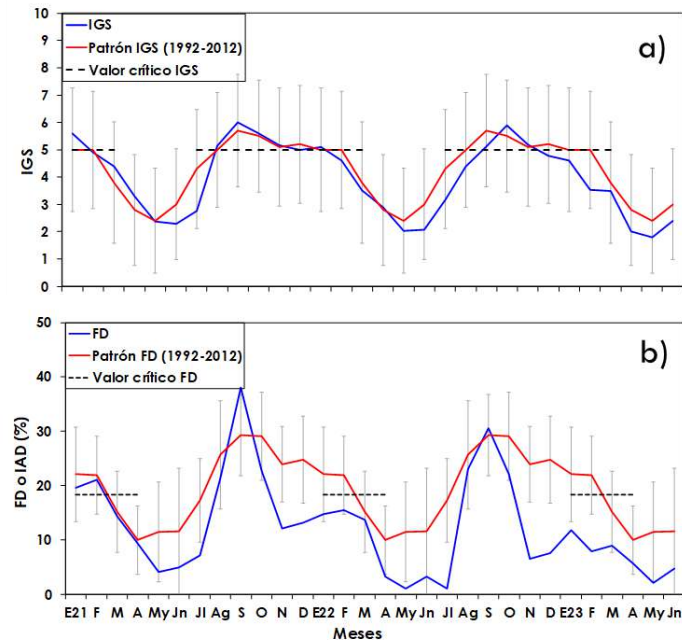 IGS
Patrón IGS (1992-2012)
Valor crítico IGS
a)
10
9
8
7
6
5
4
3
2
1
0
IGS
FD
Patrón FD (1992-2012)
Valor crítico FD
b)
50
40
30
20
10
0
FD o IAD (%)
E21 F M A My Jn Jl Ag S O N D E22 F M A My Jn Jl Ag S O N D E23 F M A My Jn
Meses